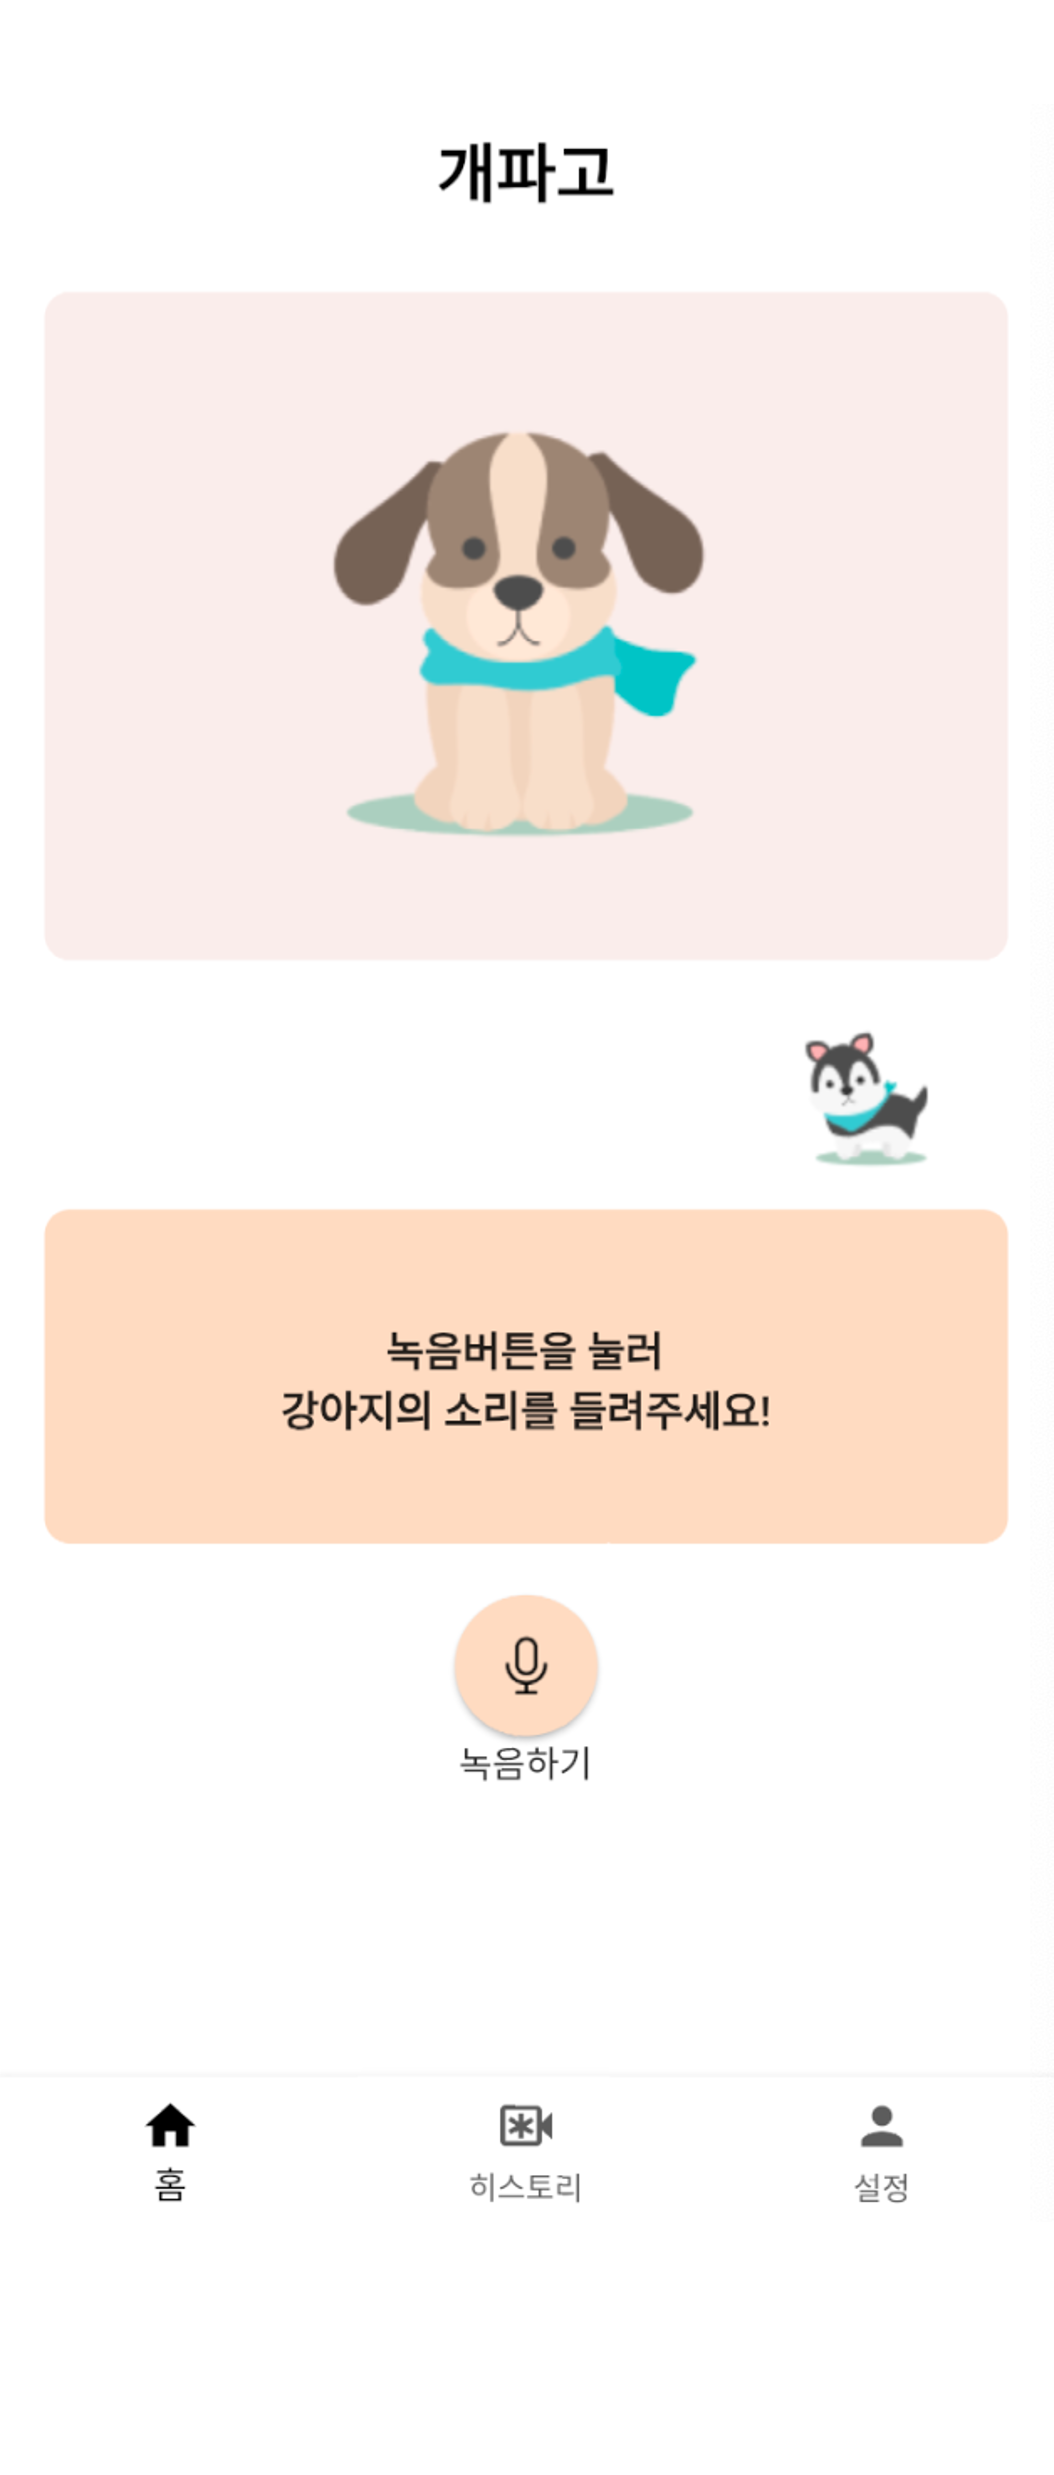 개파고
녹음버튼을 눌러
강아지의 소리를 들려주세요!
녹음하기
홈
히스토리
설정